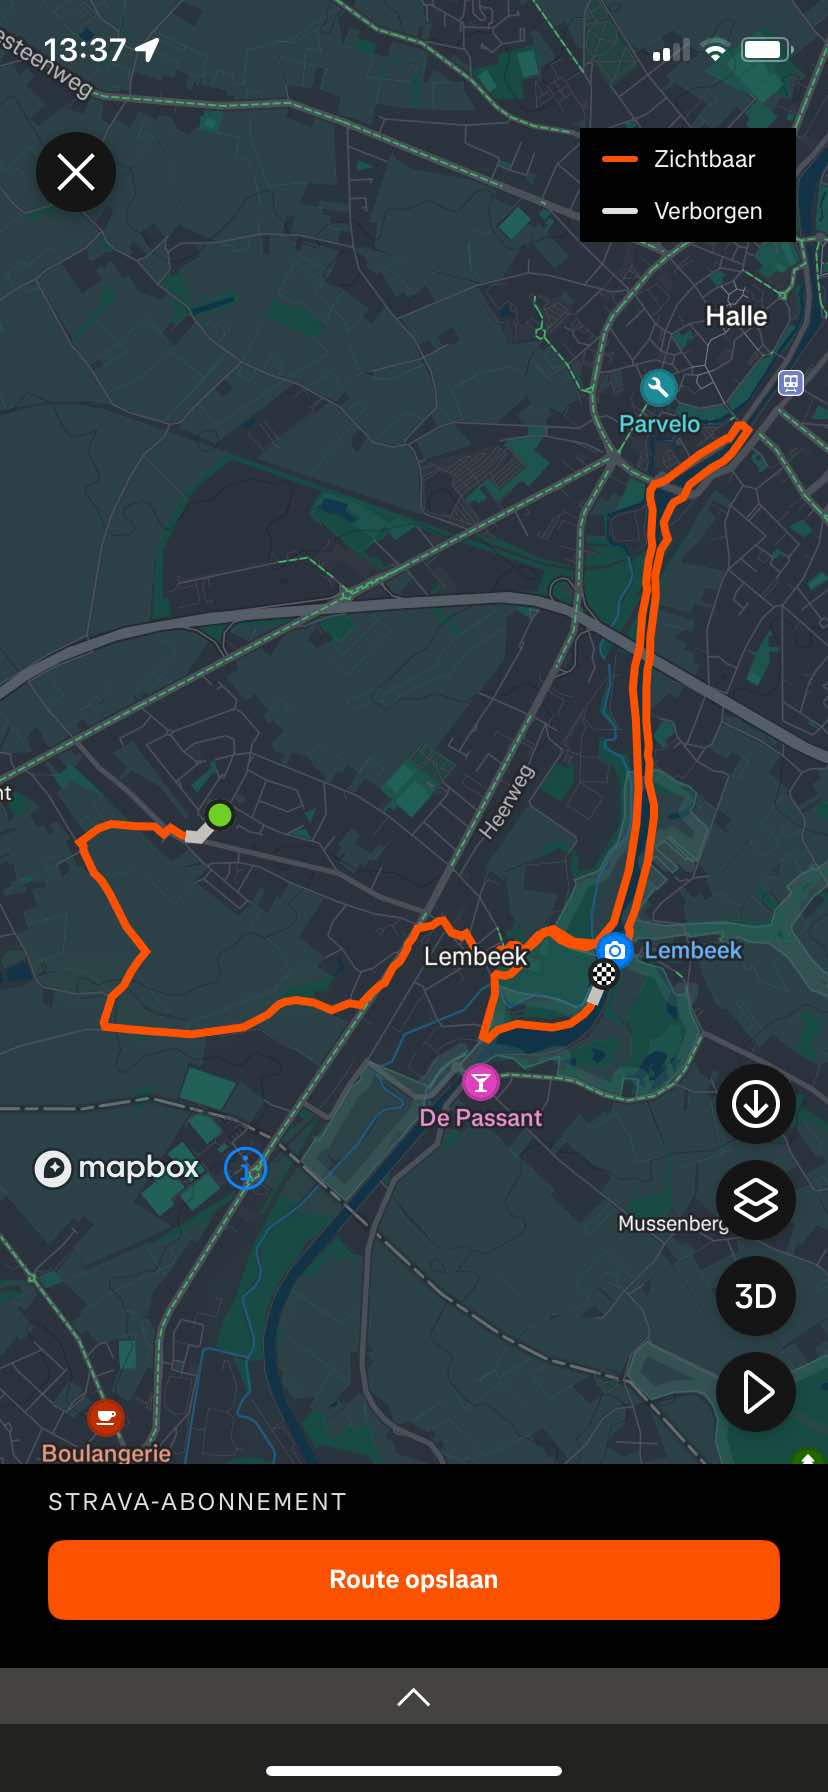 13:37
Zichtbaar
Verborgen
Halle
Parvelo
Heerweg
Lembeek
Lembeek
De Passant
mapbox
Mussenberg
3D
Boulangerie
STRAVA-ABONNEMENT
Route opslaan